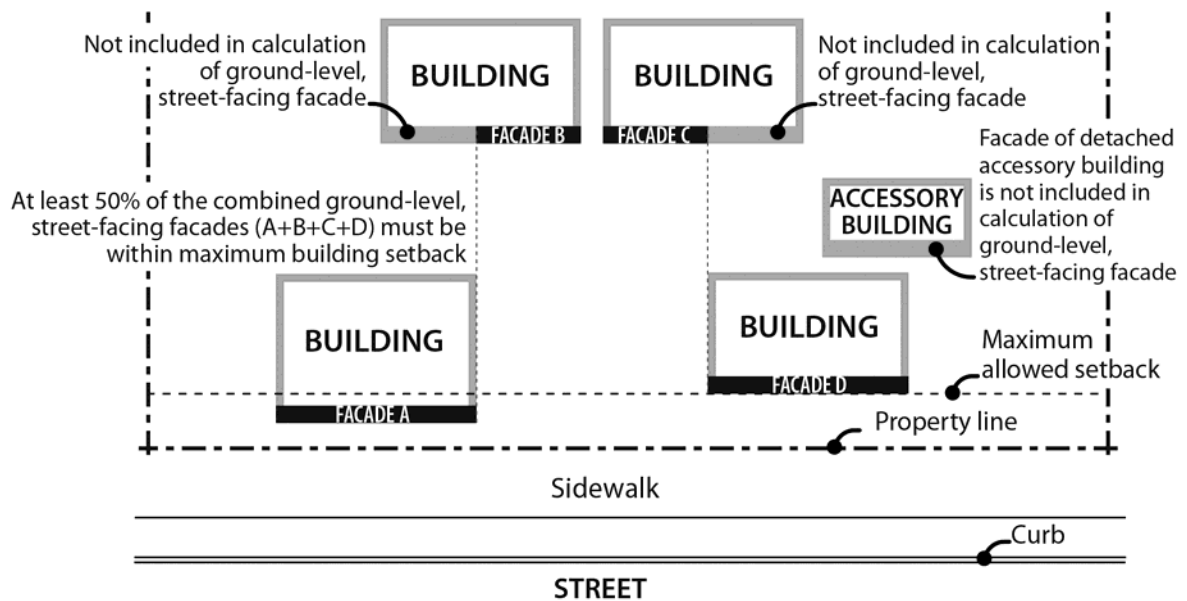 Not included in calculation
of ground-level,
street-facing facade
BUILDING
FACADE B
BUILDING
FACADE C
Not included in calculation
of ground-level,
street-facing facade
At least 50% of the combined ground-level,
street-facing facades (A+B+C+D) must be
within maximum building setback
ACCESSORY
BUILDING
Facade of detached
accessory building
is not included in
calculation of
ground-level,
street-facing facade
BUILDING
FACADE A
BUILDING
FACADE D
Maximum
allowed setback
Property line
Sidewalk
Curb
STREET